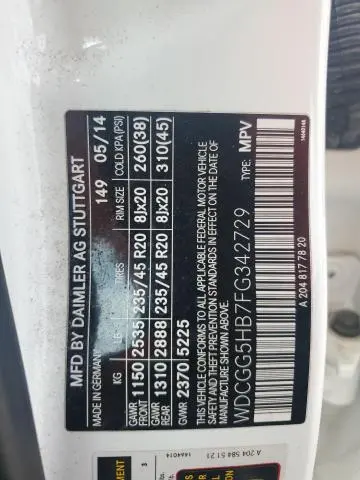 MFD BY DAIMLER AG STUTTGART
MADE IN GERMANY 149 05/14
KG LB TIRES RIM SIZE COLD KPA/(PSI)
GAWR FRONT 1150 2535 235/45 R20 8Jx20 260(38)
GAWR REAR 1310 2888 235/45 R20 8Jx20 310(45)
GVWR 2370 5225
THIS VEHICLE CONFORMS TO ALL APPLICABLE FEDERAL MOTOR VEHICLE
SAFETY AND THEFT PREVENTION STANDARDS IN EFFECT ON THE DATE OF
MANUFACTURE SHOWN ABOVE.
WDCGG5HB7FG342729 TYPE: MPV
A 204 817 78 20
A 204 584 51 21